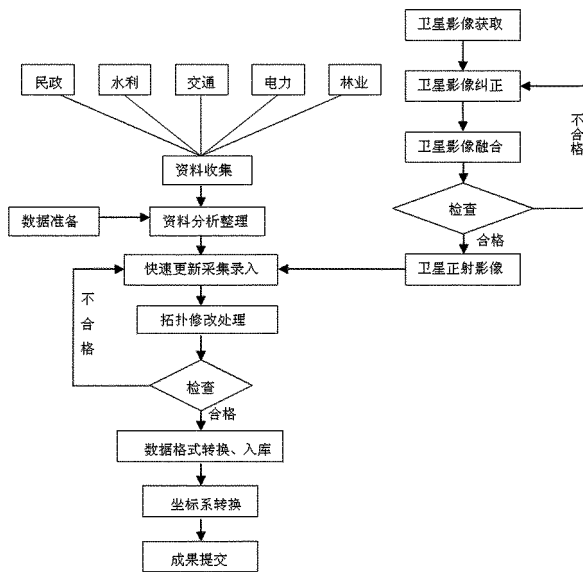 卫星影像获取
民政
水利
交通
电力
林业
卫星影像纠正
不合格
卫星影像融合
资料收集
检查
数据准备
资料分析整理
合格
快速更新采集录入
卫星正射影像
不合格
拓扑修改处理
检查
合格
数据格式转换、入库
坐标系转换
成果提交